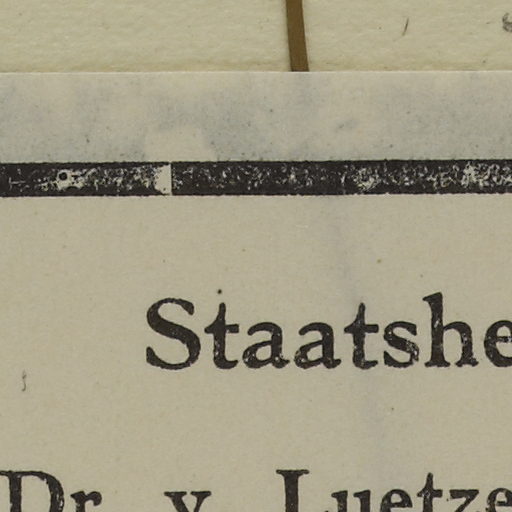 Staatshe
Dr. v. Luetze